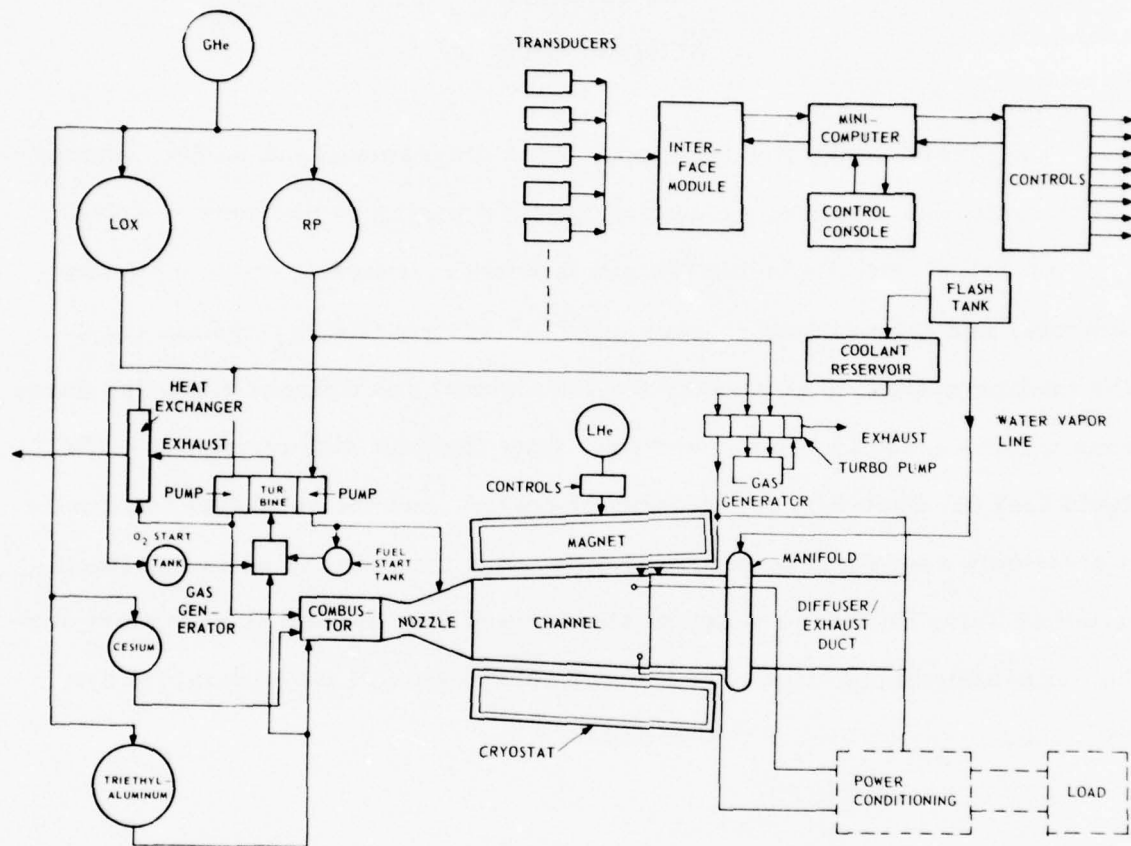 GHe
TRANSDUCERS
INTER-
FACE
MODULE
MINI-
COMPUTER
CONTROL
CONSOLE
CONTROLS
LOX
RP
FLASH
TANK
COOLANT
RESERVOIR
HEAT
EXCHANGER
EXHAUST
LHe
WATER VAPOR
LINE
EXHAUST
TURBO PUMP
GAS
GENERATOR
CONTROLS
PUMP
TUR-
BINE
PUMP
MAGNET
O2 START
TANK
FUEL
START
TANK
MANIFOLD
GAS
GEN-
ERATOR
COMBUS-
TOR
NOZZLE
CHANNEL
DIFFUSER/
EXHAUST
DUCT
CESIUM
CRYOSTAT
TRIETHYL-
ALUMINUM
POWER
CONDITIONING
LOAD